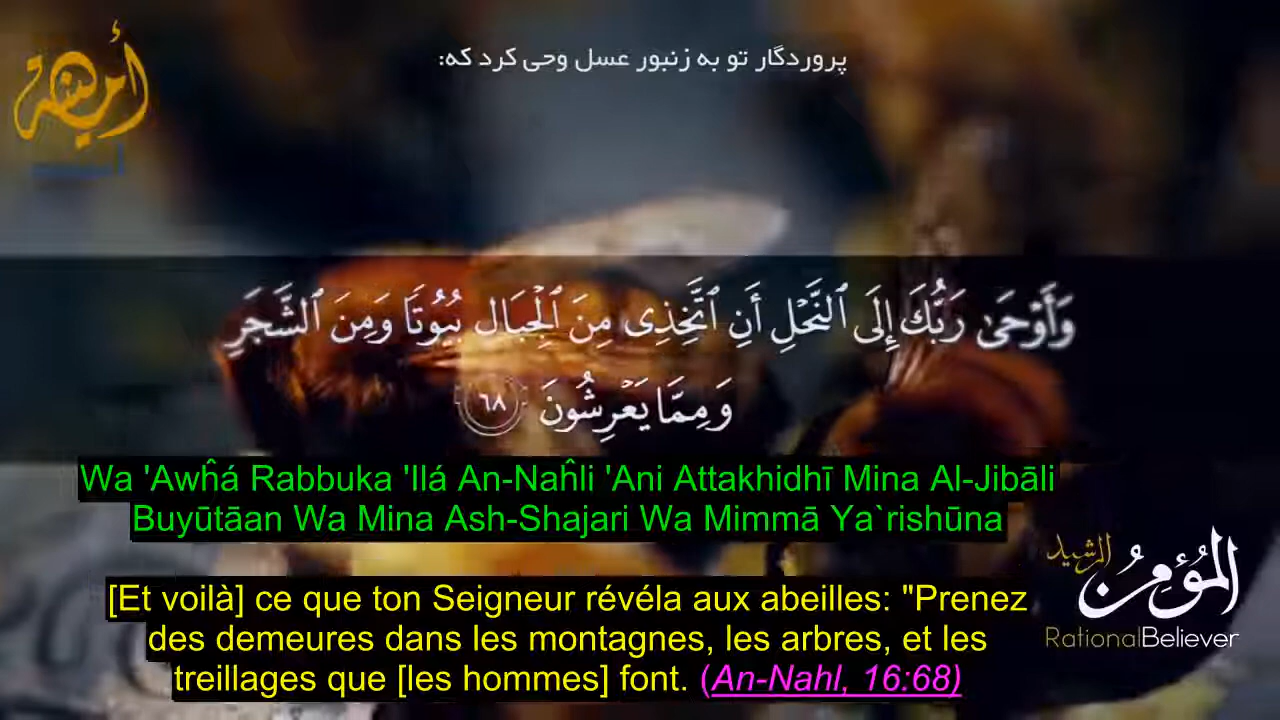 پروردگار تو به زنبور عسل وحی کرد که:
وَأَوْحَىٰ رَبُّكَ إِلَى ٱلنَّحْلِ أَنِ ٱتَّخِذِى مِنَ ٱلْجِبَالِ بُيُوتًا وَمِنَ ٱلشَّجَرِ
وَمِمَّا يَعْرِشُونَ ٦٨
Wa 'Awĥá Rabbuka 'Ilá An-Naĥli 'Ani Attakhidhī Mina Al-Jibāli
Buyūtāan Wa Mina Ash-Shajari Wa Mimmā Ya`rishūna
[Et voilà] ce que ton Seigneur révéla aux abeilles: "Prenez
des demeures dans les montagnes, les arbres, et les
treillages que [les hommes] font. (An-Nahl, 16:68)
المؤمن الرشيد
RationalBeliever